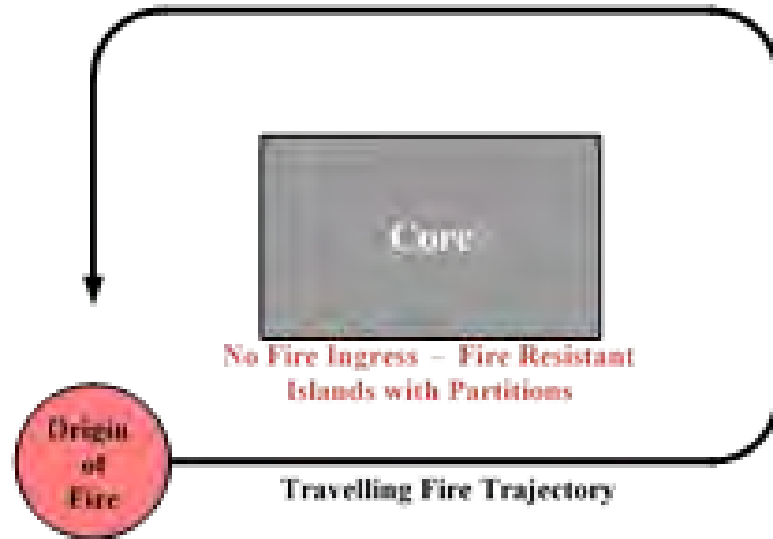 Core
No Fire Ingress – Fire Resistant
Islands with Partitions
Origin
of
Fire
Travelling Fire Trajectory